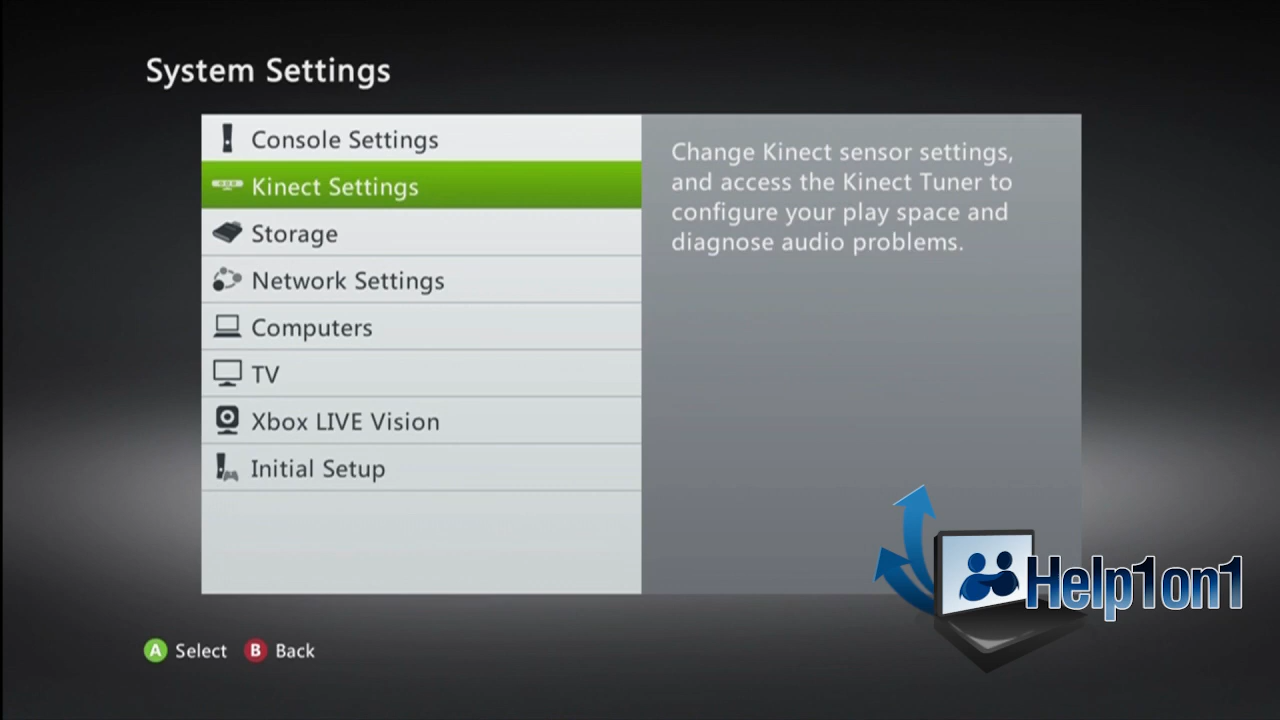 System Settings
Console Settings
Kinect Settings
Storage
Network Settings
Computers
TV
Xbox LIVE Vision
Initial Setup
Change Kinect sensor settings,
and access the Kinect Tuner to
configure your play space and
diagnose audio problems.
Help1on1
A Select B Back